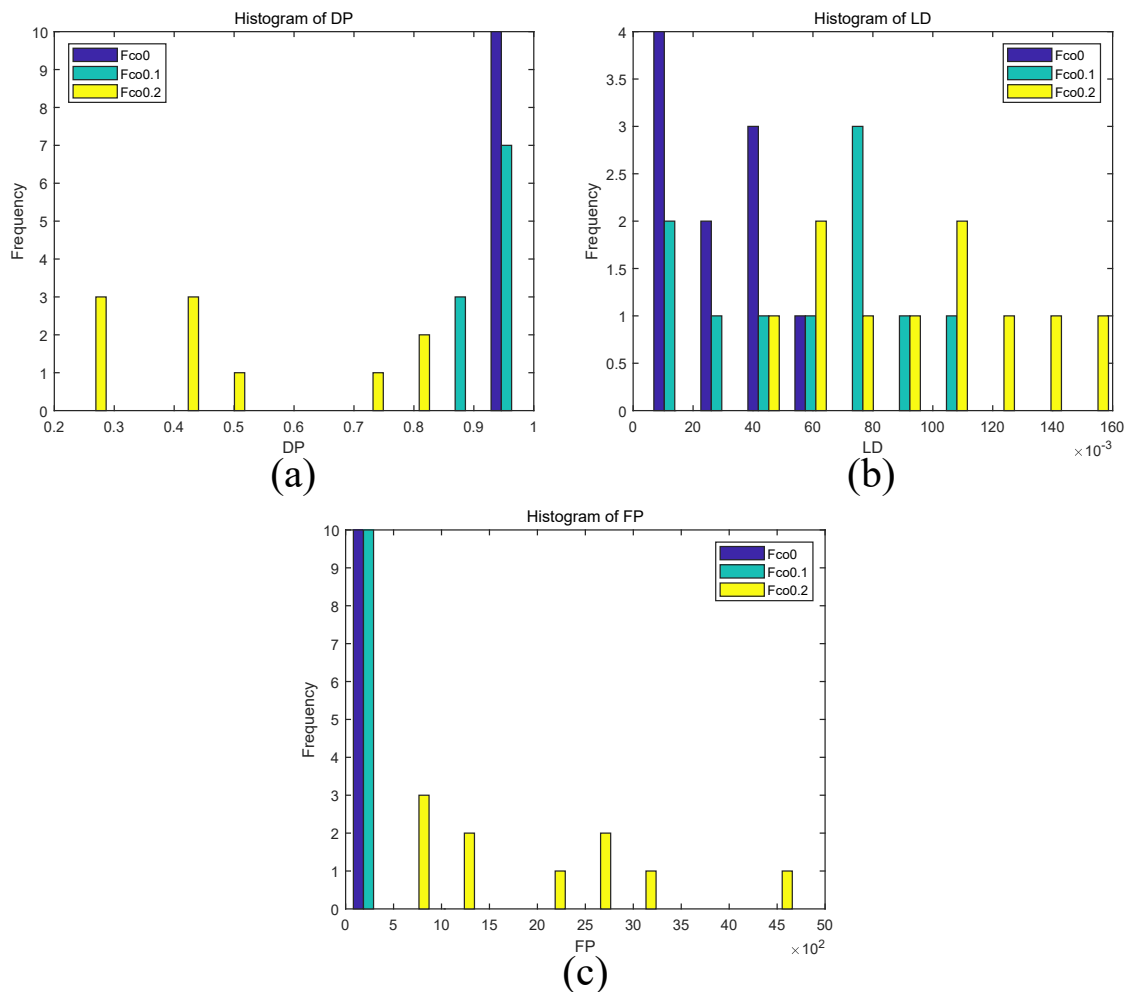 Histogram of DP
10
9
8
7
6
5
4
3
2
1
0
Frequency
Fco0
Fco0.1
Fco0.2
0.2 0.3 0.4 0.5 0.6 0.7 0.8 0.9 1
DP
(a)
Histogram of LD
4
3.5
3
2.5
2
1.5
1
0.5
0
Frequency
Fco0
Fco0.1
Fco0.2
0 20 40 60 80 100 120 140 160
LD
×10^-3
(b)
Histogram of FP
10
9
8
7
6
5
4
3
2
1
0
Frequency
Fco0
Fco0.1
Fco0.2
0 5 10 15 20 25 30 35 40 45 50
FP
×10^2
(c)